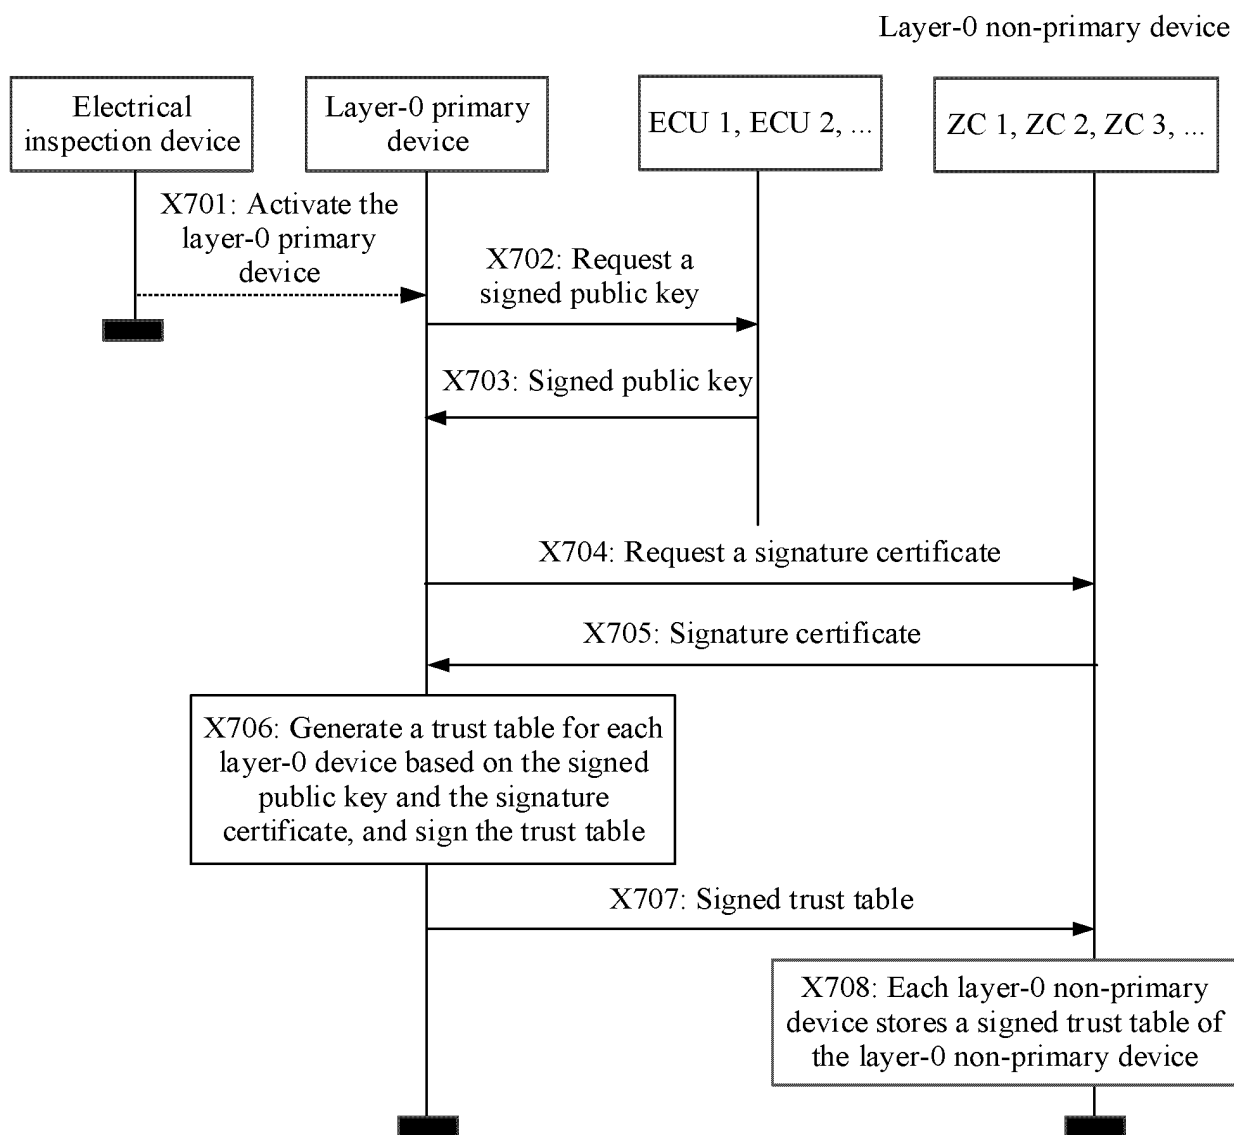 Layer-0 non-primary device
Electrical
inspection device
Layer-0 primary
device
ECU 1, ECU 2, ...
ZC 1, ZC 2, ZC 3, ...
X701: Activate the
layer-0 primary
device
X702: Request a
signed public key
X703: Signed public key
X704: Request a signature certificate
X705: Signature certificate
X706: Generate a trust table for each
layer-0 device based on the signed
public key and the signature
certificate, and sign the trust table
X707: Signed trust table
X708: Each layer-0 non-primary
device stores a signed trust table of
the layer-0 non-primary device